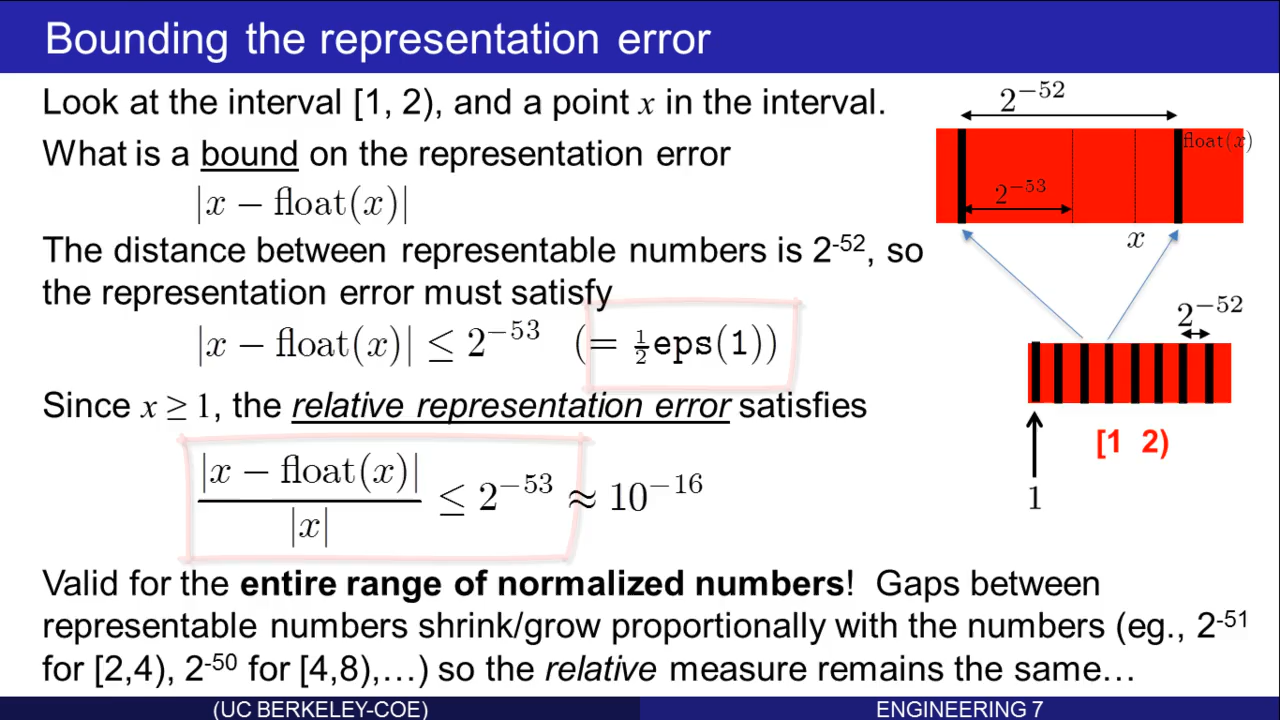 Bounding the representation error
Look at the interval [1, 2), and a point x in the interval.
What is a bound on the representation error
|x − float(x)|
The distance between representable numbers is 2^-52, so
the representation error must satisfy
|x − float(x)| ≤ 2^−53 (= ½eps(1))
Since x ≥ 1, the relative representation error satisfies
|x − float(x)|
|x|
≤ 2^−53 ≈ 10^−16
Valid for the entire range of normalized numbers! Gaps between
representable numbers shrink/grow proportionally with the numbers (eg., 2^-51
for [2,4), 2^-50 for [4,8),…) so the relative measure remains the same…
2^−52
float(x)
2^−53
x
2^−52
[1 2)
1
(UC BERKELEY-COE)
ENGINEERING 7